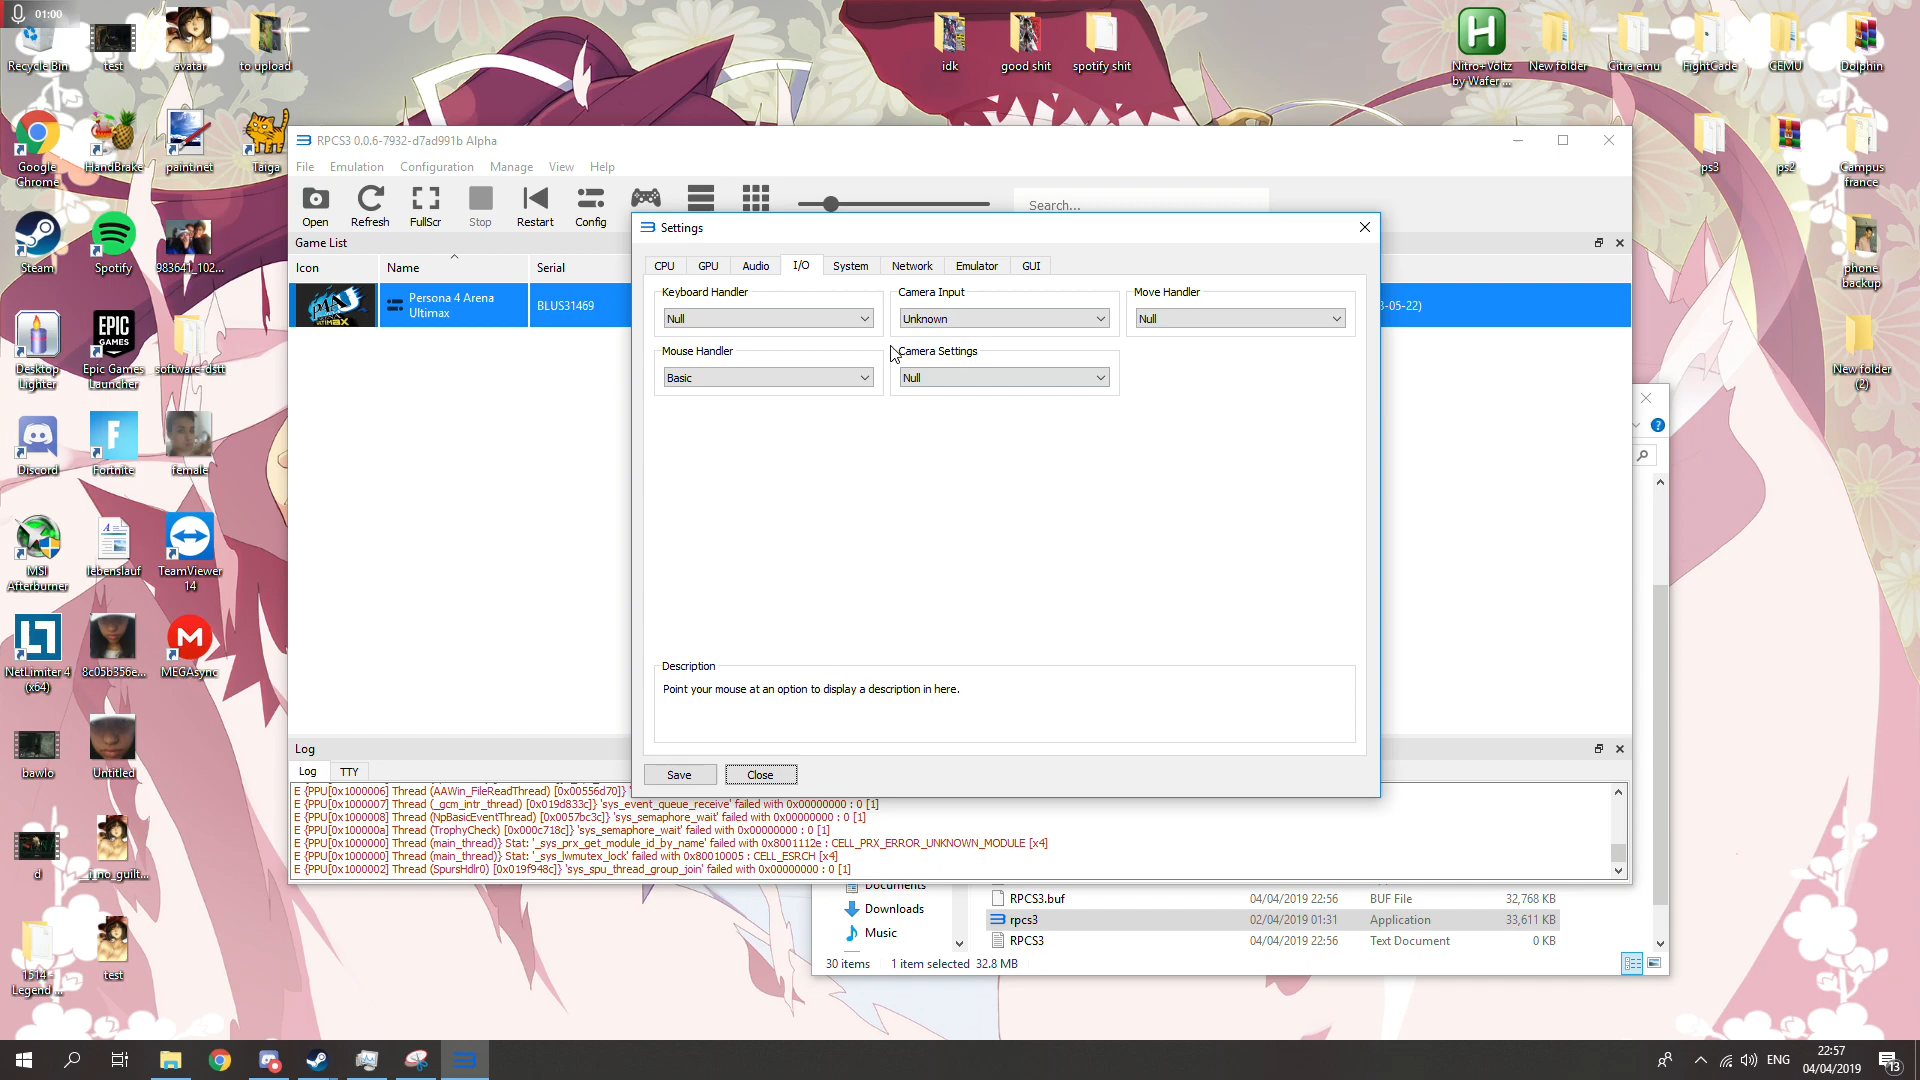 01:00
Recycle Bin
test
avatar
to upload
idk
good shit
spotify shit
Nitro+Voltz
by Wafer ...
New folder
Citra emu
FightCade
CEMU
Dolphin
Google
Chrome
HandBrake
paint.net
Taiga
ps3
ps2
Campus
france
Steam
Spotify
983641_102...
phone
backup
Desktop
Lighter
Epic Games
Launcher
software-dstt
New folder
(2)
Discord
Fortnite
female
MSI
Afterburner
lebenslauf
TeamViewer
14
NetLimiter 4
(x64)
8c05b356e...
MEGAsync
bawlo
Untitled
d
i_no_guilt...
1514 -
Legend ...
test
RPCS3 0.0.6-7932-d7ad991b Alpha
File
Emulation
Configuration
Manage
View
Help
Open
Refresh
FullScr
Stop
Restart
Config
Search...
Game List
Icon
Name
Serial
Persona 4 Arena
Ultimax
BLUS31469
3-05-22)
Settings
CPU
GPU
Audio
I/O
System
Network
Emulator
GUI
Keyboard Handler
Null
Camera Input
Unknown
Move Handler
Null
Mouse Handler
Basic
Camera Settings
Null
Description
Point your mouse at an option to display a description in here.
Save
Close
Log
Log
TTY
E {PPU[0x1000006] Thread (AAWin_FileReadThread) [0x00556d70]} '
E {PPU[0x1000007] Thread (_gcm_intr_thread) [0x019d833c]} 'sys_event_queue_receive' failed with 0x00000000 : 0 [1]
E {PPU[0x1000008] Thread (NpBasicEventThread) [0x0057bc3c]} 'sys_semaphore_wait' failed with 0x00000000 : 0 [1]
E {PPU[0x100000a] Thread (TrophyCheck) [0x000c718c]} 'sys_semaphore_wait' failed with 0x00000000 : 0 [1]
E {PPU[0x1000000] Thread (main_thread)} Stat: '_sys_prx_get_module_id_by_name' failed with 0x8001112e : CELL_PRX_ERROR_UNKNOWN_MODULE [x4]
E {PPU[0x1000000] Thread (main_thread)} Stat: '_sys_lwmutex_lock' failed with 0x80010005 : CELL_ESRCH [x4]
E {PPU[0x1000002] Thread (SpursHdlr0) [0x019f948c]} 'sys_spu_thread_group_join' failed with 0x00000000 : 0 [1]
Documents
Downloads
Music
RPCS3.buf
04/04/2019 22:56
BUF File
32,768 KB
rpcs3
02/04/2019 01:31
Application
33,611 KB
RPCS3
04/04/2019 22:56
Text Document
0 KB
30 items
1 item selected
32.8 MB
ENG
22:57
04/04/2019
13